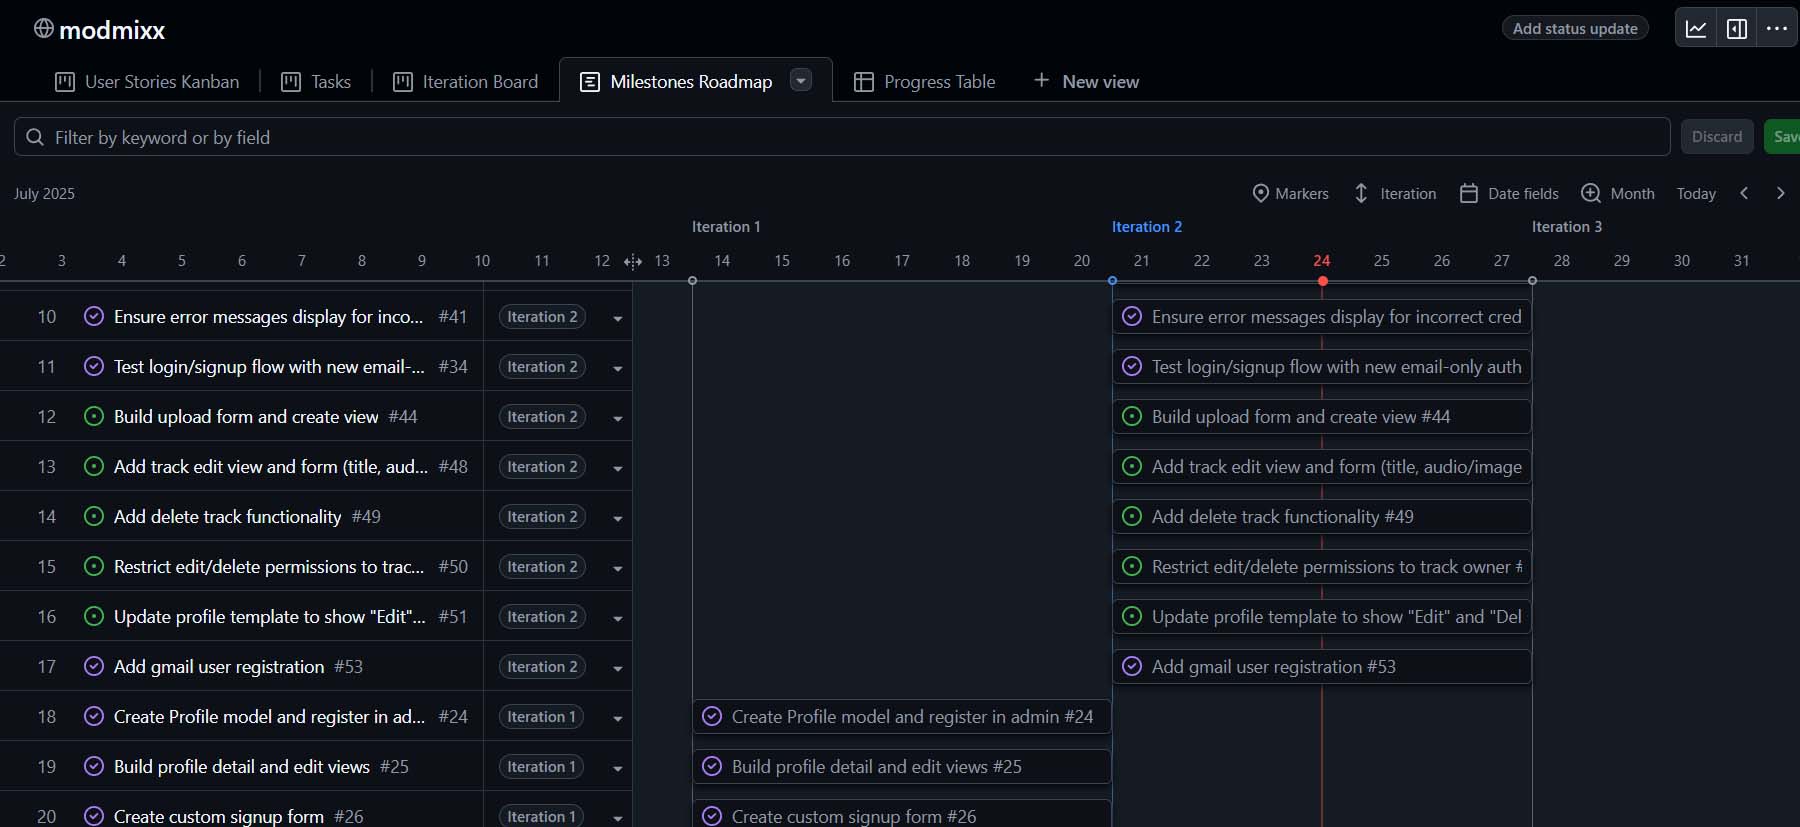 modmixx
Add status update
User Stories Kanban
Tasks
Iteration Board
Milestones Roadmap
Progress Table
New view
Filter by keyword or by field
Discard
Save
July 2025
Markers
Iteration
Date fields
Month
Today
Iteration 1
Iteration 2
Iteration 3
2 3 4 5 6 7 8 9 10 11 12 13 14 15 16 17 18 19 20 21 22 23 24 25 26 27 28 29 30 31
10 Ensure error messages display for inco... #41 Iteration 2 Ensure error messages display for incorrect cred
11 Test login/signup flow with new email-... #34 Iteration 2 Test login/signup flow with new email-only auth
12 Build upload form and create view #44 Iteration 2 Build upload form and create view #44
13 Add track edit view and form (title, aud... #48 Iteration 2 Add track edit view and form (title, audio/image
14 Add delete track functionality #49 Iteration 2 Add delete track functionality #49
15 Restrict edit/delete permissions to trac... #50 Iteration 2 Restrict edit/delete permissions to track owner #
16 Update profile template to show "Edit"... #51 Iteration 2 Update profile template to show "Edit" and "Del
17 Add gmail user registration #53 Iteration 2 Add gmail user registration #53
18 Create Profile model and register in ad... #24 Iteration 1 Create Profile model and register in admin #24
19 Build profile detail and edit views #25 Iteration 1 Build profile detail and edit views #25
20 Create custom signup form #26 Iteration 1 Create custom signup form #26